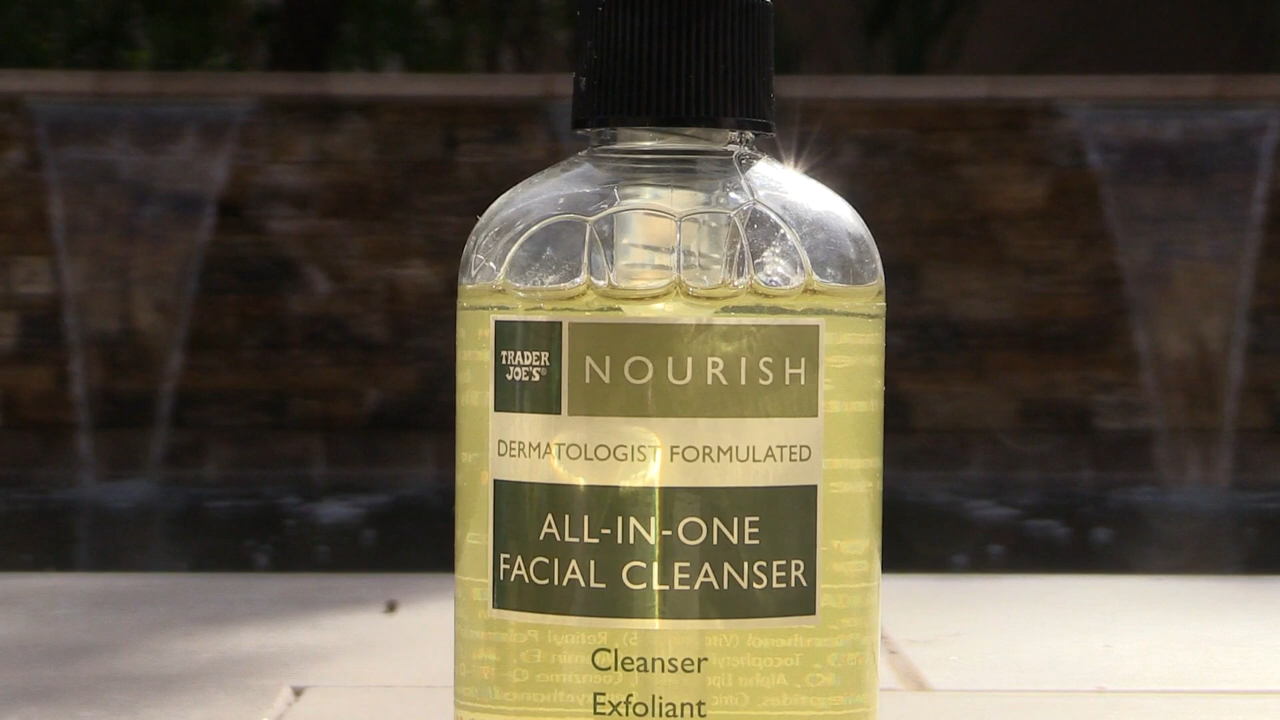 TRADER
JOE'S®
NOURISH
DERMATOLOGIST FORMULATED
ALL-IN-ONE
FACIAL CLEANSER
Cleanser
Exfoliant